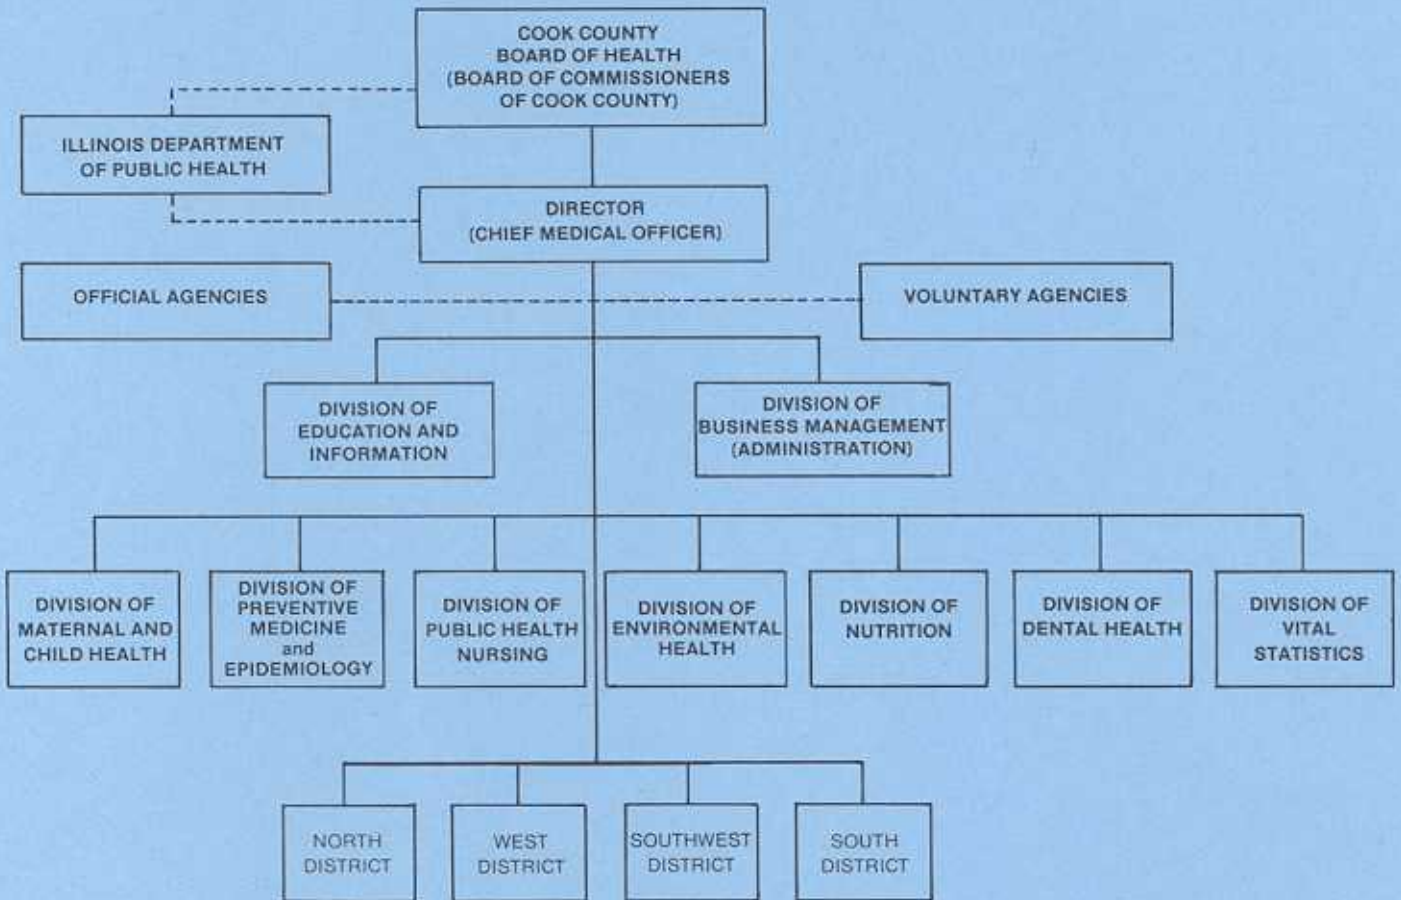 COOK COUNTY
BOARD OF HEALTH
(BOARD OF COMMISSIONERS
OF COOK COUNTY)
ILLINOIS DEPARTMENT
OF PUBLIC HEALTH
DIRECTOR
(CHIEF MEDICAL OFFICER)
OFFICIAL AGENCIES
VOLUNTARY AGENCIES
DIVISION OF
EDUCATION AND
INFORMATION
DIVISION OF
BUSINESS MANAGEMENT
(ADMINISTRATION)
DIVISION OF
MATERNAL AND
CHILD HEALTH
DIVISION OF
PREVENTIVE
MEDICINE
and
EPIDEMIOLOGY
DIVISION OF
PUBLIC HEALTH
NURSING
DIVISION OF
ENVIRONMENTAL
HEALTH
DIVISION OF
NUTRITION
DIVISION OF
DENTAL HEALTH
DIVISION OF
VITAL
STATISTICS
NORTH
DISTRICT
WEST
DISTRICT
SOUTHWEST
DISTRICT
SOUTH
DISTRICT